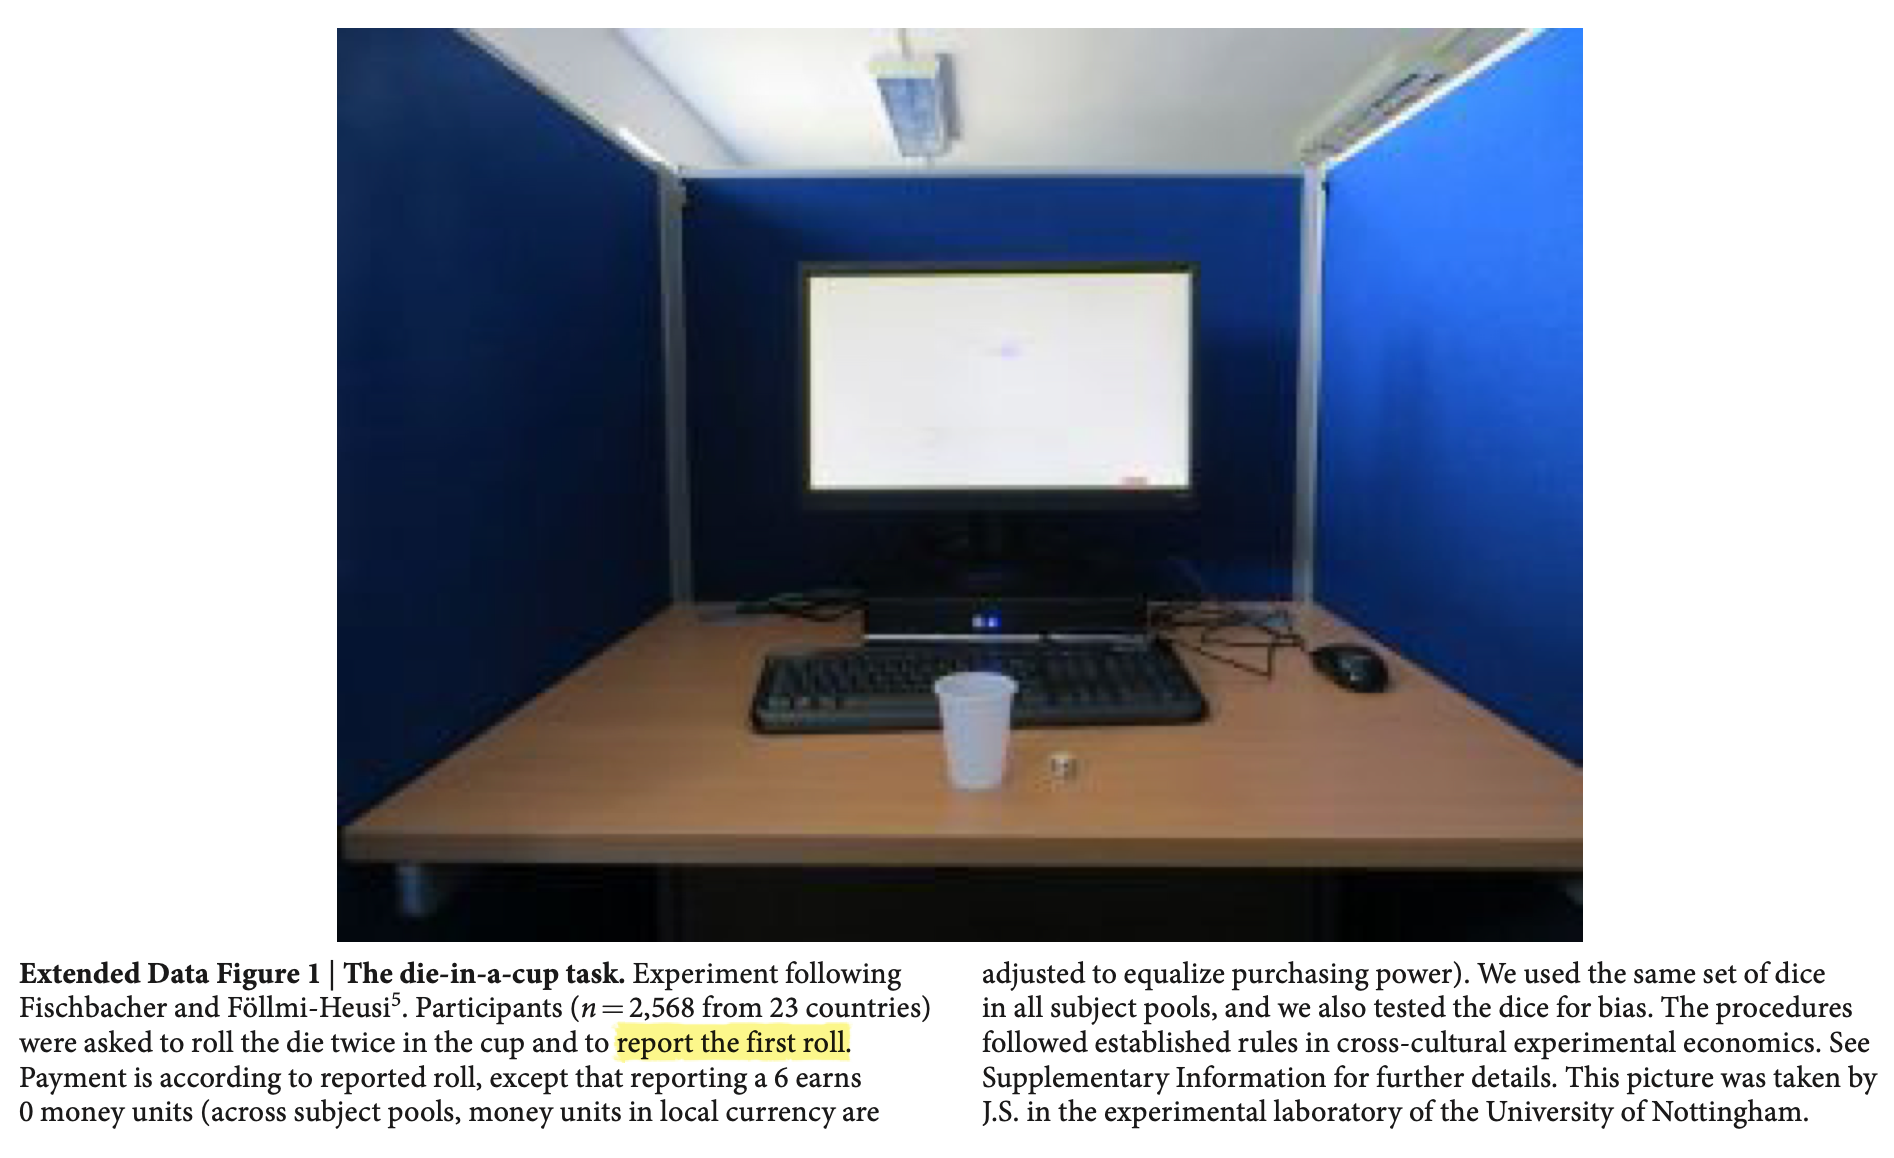 Extended Data Figure 1 | The die-in-a-cup task. Experiment following
Fischbacher and Föllmi-Heusi5. Participants (n = 2,568 from 23 countries)
were asked to roll the die twice in the cup and to report the first roll.
Payment is according to reported roll, except that reporting a 6 earns
0 money units (across subject pools, money units in local currency are
adjusted to equalize purchasing power). We used the same set of dice
in all subject pools, and we also tested the dice for bias. The procedures
followed established rules in cross-cultural experimental economics. See
Supplementary Information for further details. This picture was taken by
J.S. in the experimental laboratory of the University of Nottingham.